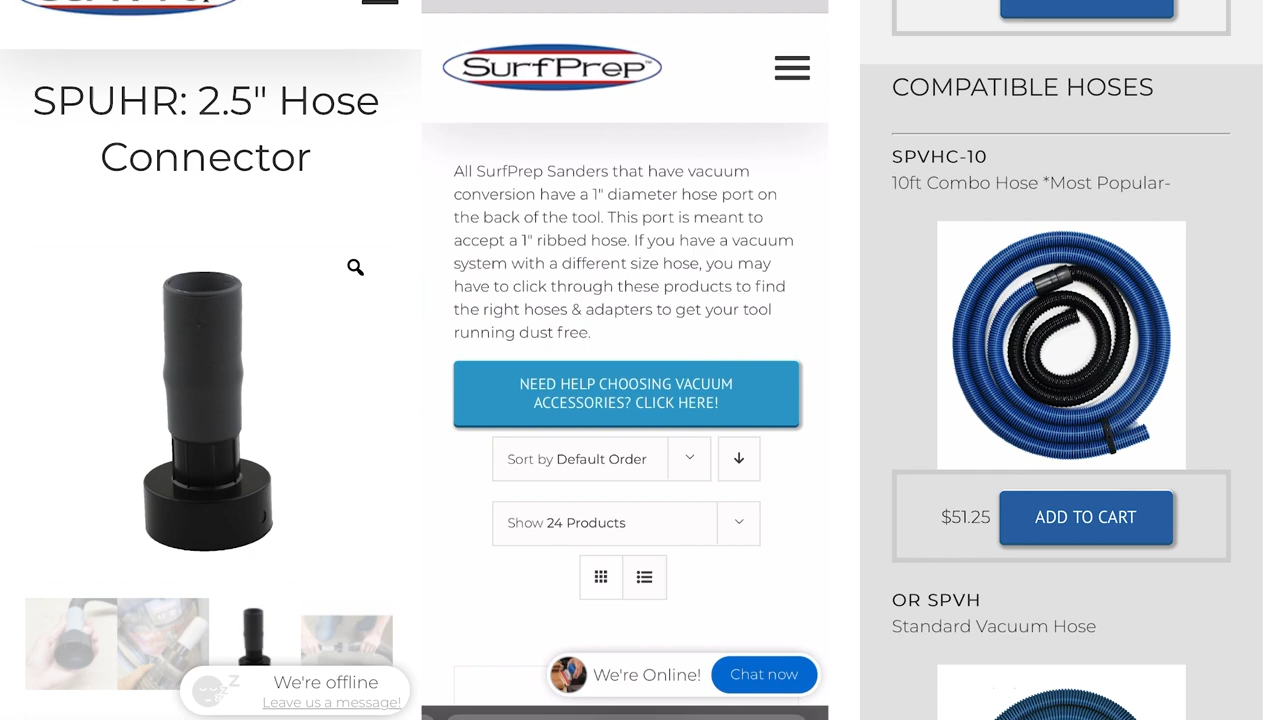 SPUHR: 2.5" Hose
Connector
We're offline
Leave us a message!
SurfPrep™
All SurfPrep Sanders that have vacuum
conversion have a 1" diameter hose port on
the back of the tool. This port is meant to
accept a 1" ribbed hose. If you have a vacuum
system with a different size hose, you may
have to click through these products to find
the right hoses & adapters to get your tool
running dust free.
NEED HELP CHOOSING VACUUM
ACCESSORIES? CLICK HERE!
Sort by Default Order
Show 24 Products
We're Online!
Chat now
COMPATIBLE HOSES
SPVHC-10
10ft Combo Hose *Most Popular-
$51.25
ADD TO CART
OR SPVH
Standard Vacuum Hose